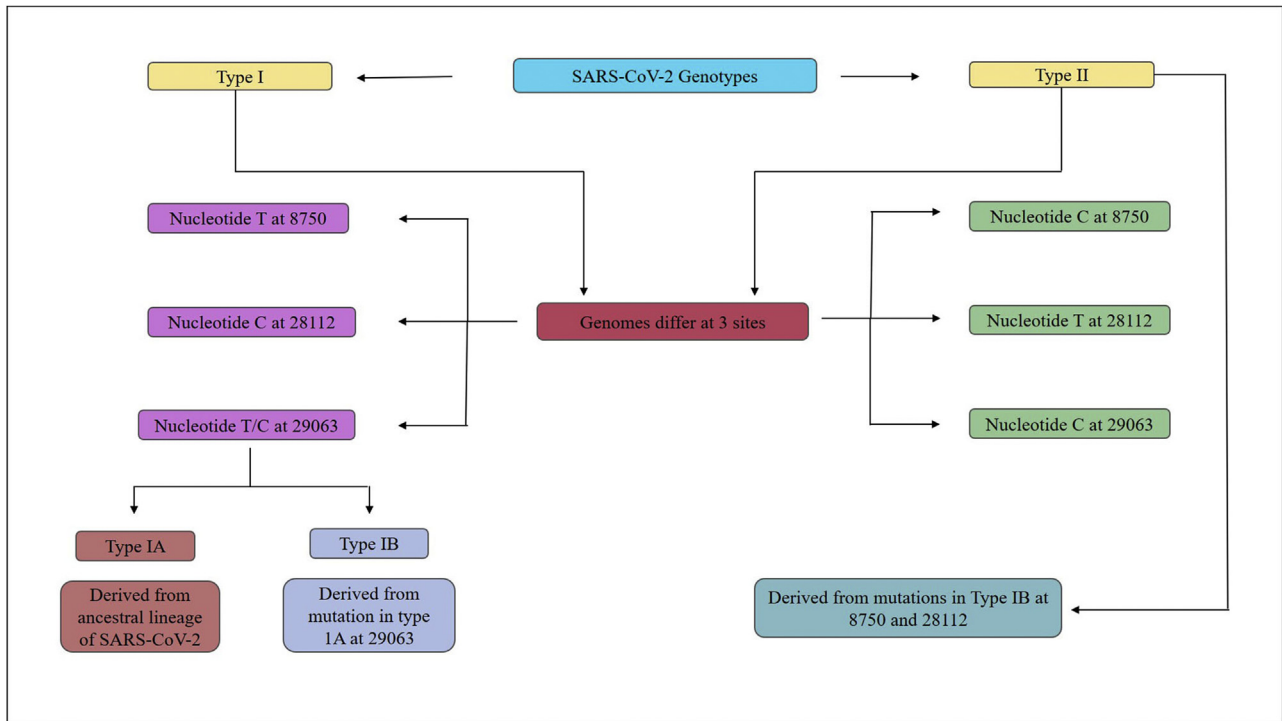 Type I
SARS-CoV-2 Genotypes
Type II
Nucleotide T at 8750
Nucleotide C at 8750
Nucleotide C at 28112
Genomes differ at 3 sites
Nucleotide T at 28112
Nucleotide T/C at 29063
Nucleotide C at 29063
Type IA
Type IB
Derived from
ancestral lineage
of SARS-CoV-2
Derived from
mutation in type
1A at 29063
Derived from mutations in Type IB at
8750 and 28112